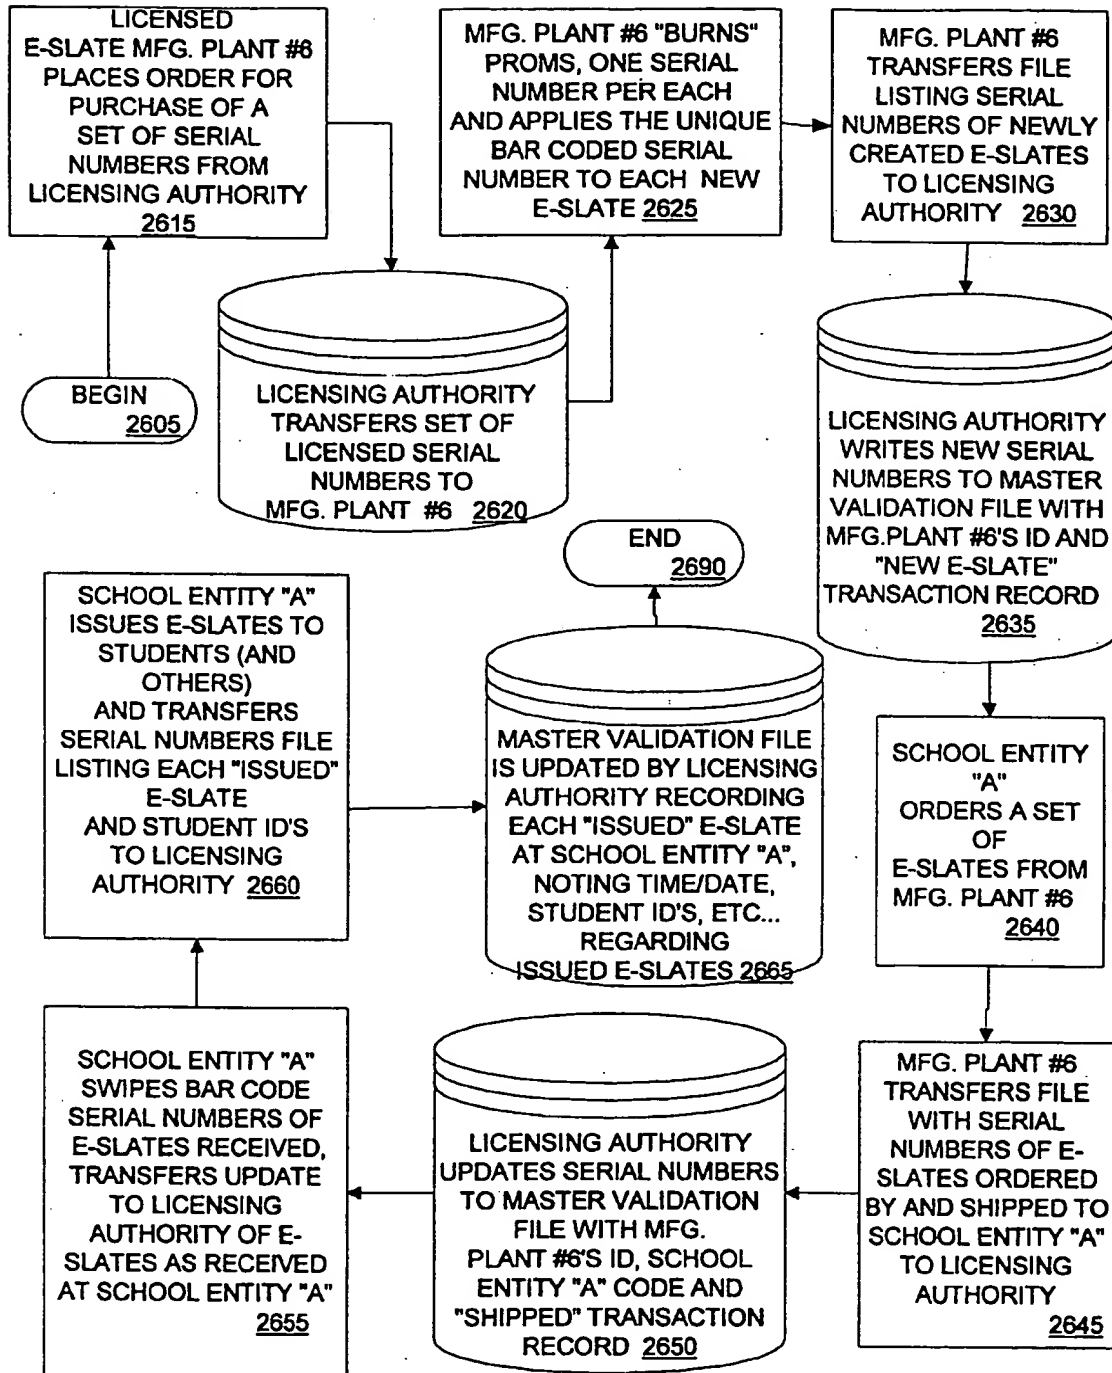 LICENSED
E-SLATE MFG. PLANT #6
PLACES ORDER FOR
PURCHASE OF A
SET OF SERIAL
NUMBERS FROM
LICENSING AUTHORITY
2615
MFG. PLANT #6 "BURNS"
PROMS, ONE SERIAL
NUMBER PER EACH
AND APPLIES THE UNIQUE
BAR CODED SERIAL
NUMBER TO EACH NEW
E-SLATE 2625
MFG. PLANT #6
TRANSFERS FILE
LISTING SERIAL
NUMBERS OF NEWLY
CREATED E-SLATES
TO LICENSING
AUTHORITY 2630
BEGIN
2605
LICENSING AUTHORITY
TRANSFERS SET OF
LICENSED SERIAL
NUMBERS TO
MFG. PLANT #6 2620
LICENSING AUTHORITY
WRITES NEW SERIAL
NUMBERS TO MASTER
VALIDATION FILE WITH
MFG.PLANT #6'S ID AND
"NEW E-SLATE"
TRANSACTION RECORD
2635
END
2690
SCHOOL ENTITY "A"
ISSUES E-SLATES TO
STUDENTS (AND
OTHERS)
AND TRANSFERS
SERIAL NUMBERS FILE
LISTING EACH "ISSUED"
E-SLATE
AND STUDENT ID'S
TO LICENSING
AUTHORITY 2660
MASTER VALIDATION FILE
IS UPDATED BY LICENSING
AUTHORITY RECORDING
EACH "ISSUED" E-SLATE
AT SCHOOL ENTITY "A",
NOTING TIME/DATE,
STUDENT ID'S, ETC...
REGARDING
ISSUED E-SLATES 2665
SCHOOL ENTITY
"A"
ORDERS A SET
OF
E-SLATES FROM
MFG. PLANT #6
2640
SCHOOL ENTITY "A"
SWIPES BAR CODE
SERIAL NUMBERS OF
E-SLATES RECEIVED,
TRANSFERS UPDATE
TO LICENSING
AUTHORITY OF E-
SLATES AS RECEIVED
AT SCHOOL ENTITY "A"
2655
LICENSING AUTHORITY
UPDATES SERIAL NUMBERS
TO MASTER VALIDATION
FILE WITH MFG.
PLANT #6'S ID, SCHOOL
ENTITY "A" CODE AND
"SHIPPED" TRANSACTION
RECORD 2650
MFG. PLANT #6
TRANSFERS FILE
WITH SERIAL
NUMBERS OF E-
SLATES ORDERED
BY AND SHIPPED TO
SCHOOL ENTITY "A"
TO LICENSING
AUTHORITY
2645